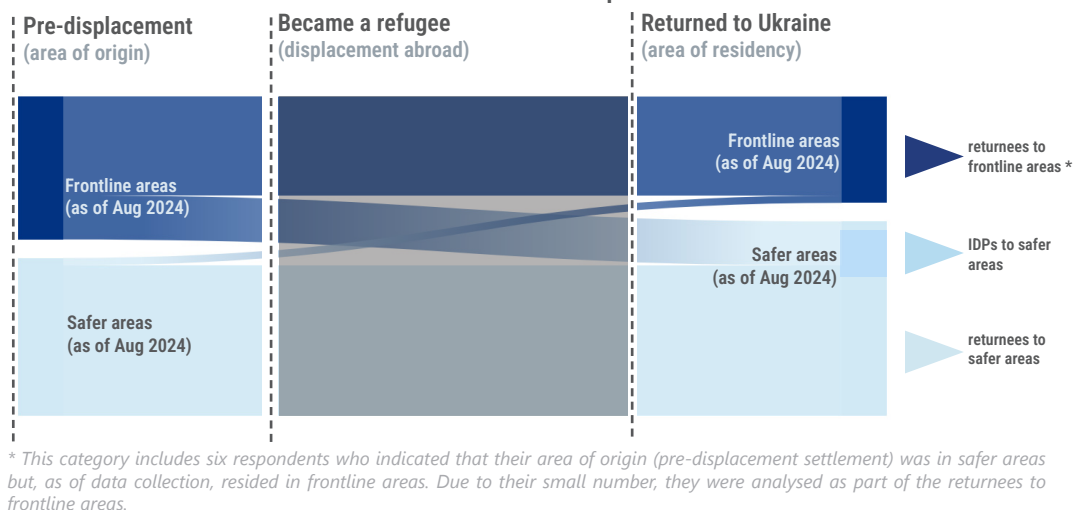 Pre-displacement
(area of origin)
Became a refugee
(displacement abroad)
Returned to Ukraine
(area of residency)
Frontline areas
(as of Aug 2024)
Safer areas
(as of Aug 2024)
Frontline areas
(as of Aug 2024)
Safer areas
(as of Aug 2024)
returnees to
frontline areas *
IDPs to safer
areas
returnees to
safer areas
* This category includes six respondents who indicated that their area of origin (pre-displacement settlement) was in safer areas
but, as of data collection, resided in frontline areas. Due to their small number, they were analysed as part of the returnees to
frontline areas.